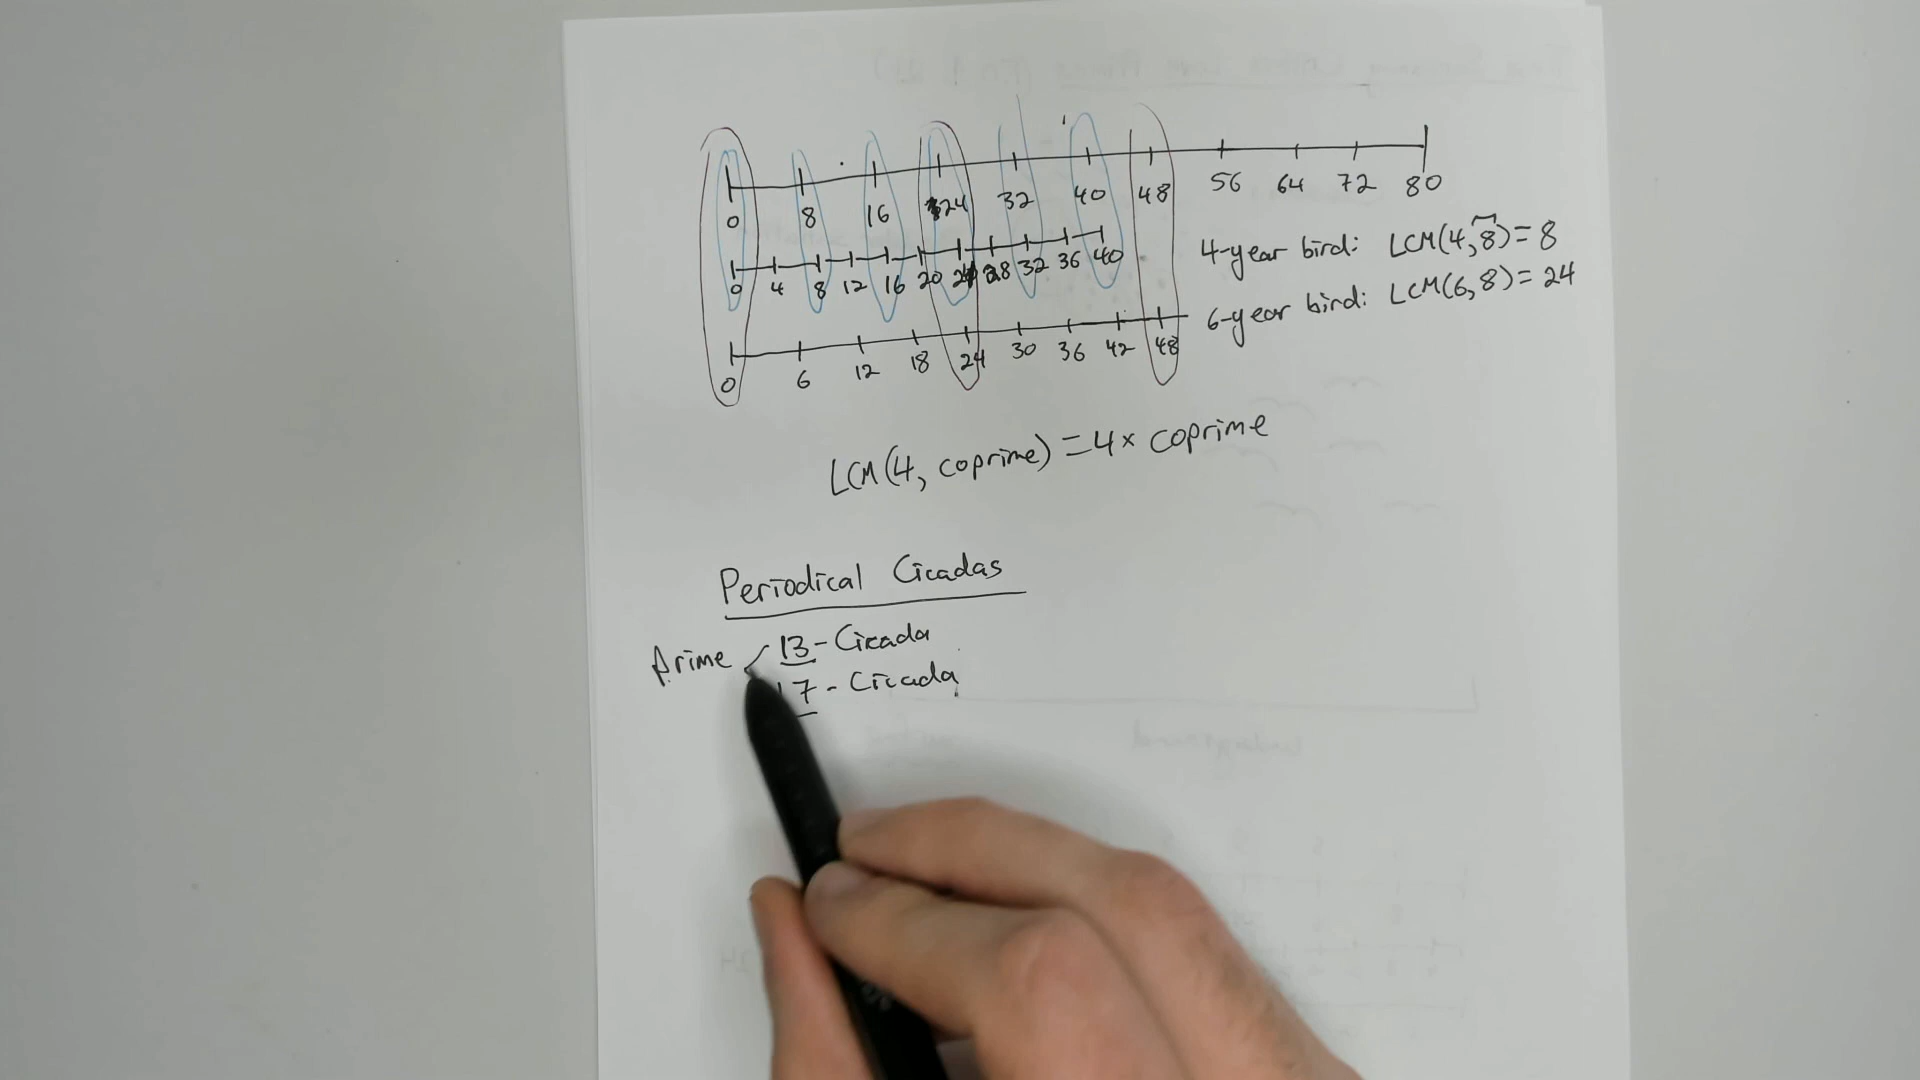 0 8 16 24 32 40 48 56 64 72 80
0 4 8 12 16 20 24 28 32 36 40
4-year bird: LCM(4,8)=8
6-year bird: LCM(6,8)=24
0 6 12 18 24 30 36 42 48
LCM(4, coprime) = 4 × coprime
Periodical Cicadas
Prime
13 - Cicada
17 - Cicada